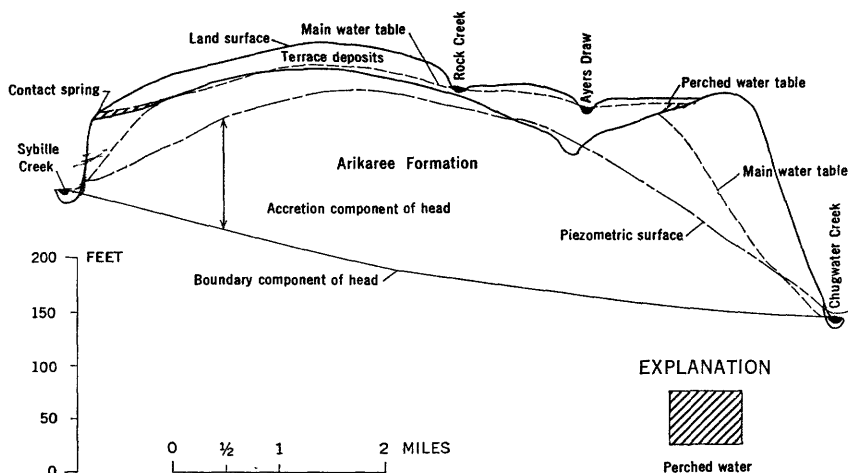 Land surface
Main water table
Terrace deposits
Rock Creek
Ayers Draw
Perched water table
Contact spring
Sybille
Creek
Arikaree Formation
Main water table
Accretion component of head
Piezometric surface
Chugwater Creek
200 FEET
Boundary component of head
150
100
50
0
0 ½ 1 2 MILES
EXPLANATION
Perched water